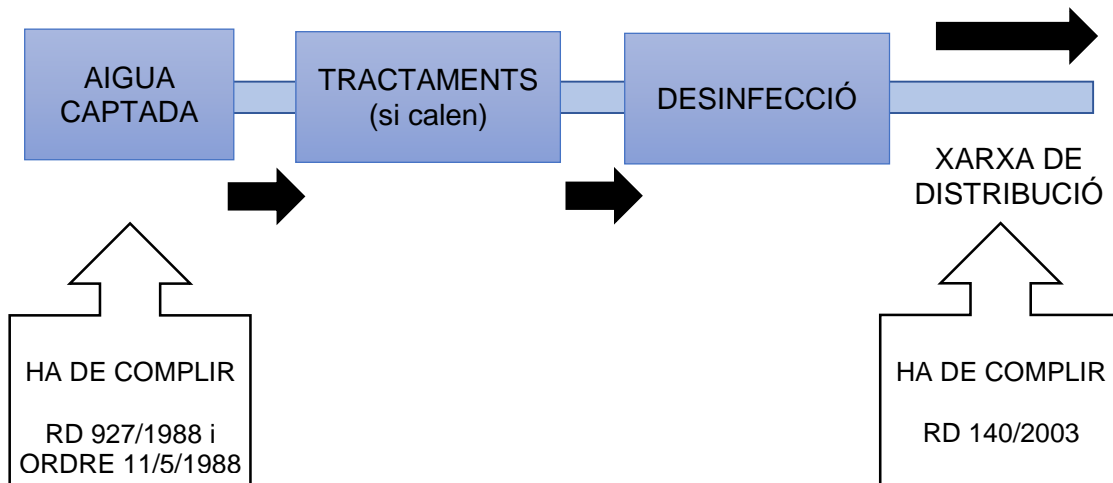 AIGUA
CAPTADA
TRACTAMENTS
(si calen)
DESINFECCIÓ
XARXA DE
DISTRIBUCIÓ
HA DE COMPLIR
RD 927/1988 i
ORDRE 11/5/1988
HA DE COMPLIR
RD 140/2003